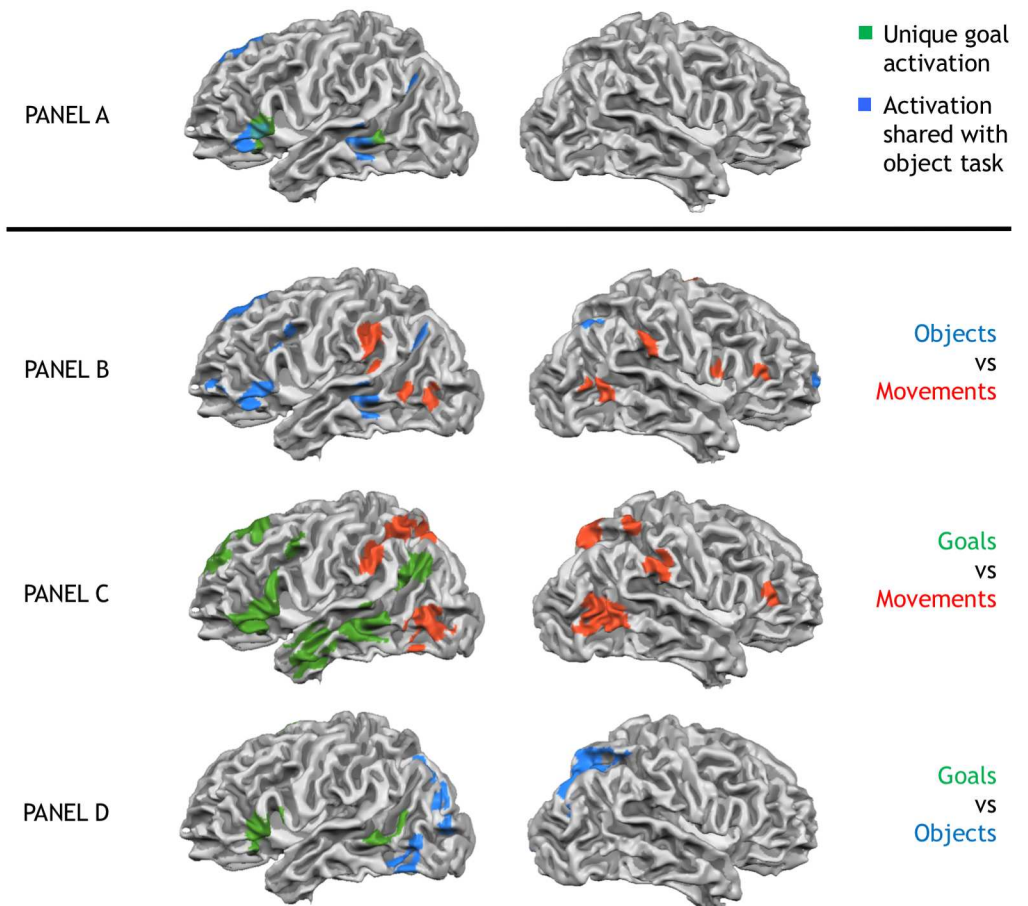 PANEL A
Unique goal
activation
Activation
shared with
object task
PANEL B
Objects
vs
Movements
PANEL C
Goals
vs
Movements
PANEL D
Goals
vs
Objects